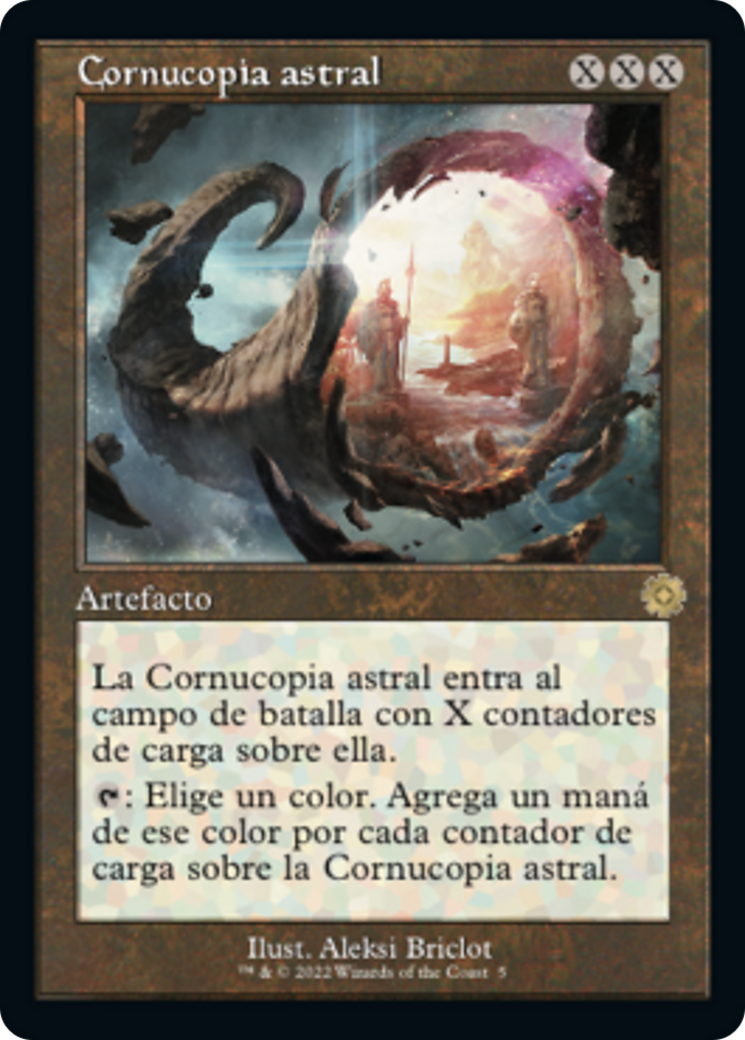 Cornucopia astral XXX
Artefacto
La Cornucopia astral entra al
campo de batalla con X contadores
de carga sobre ella.
: Elige un color. Agrega un maná
de ese color por cada contador de
carga sobre la Cornucopia astral.
Ilust. Aleksi Briclot
™ & © 2022 Wizards of the Coast 5